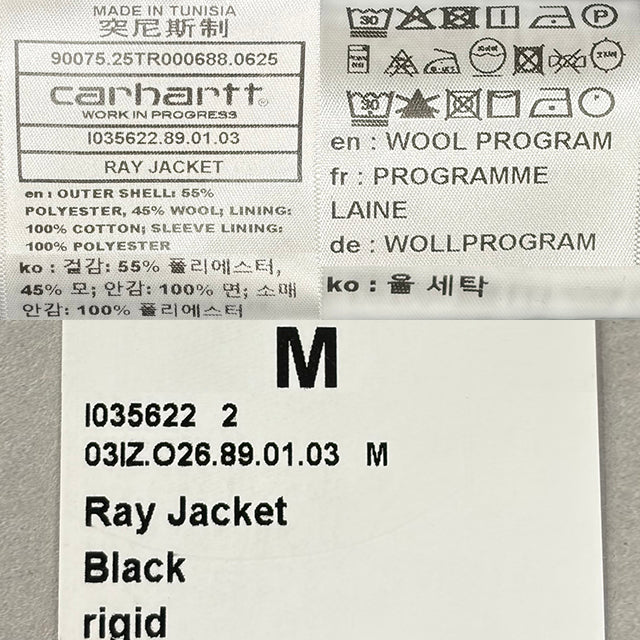 MADE IN TUNISIA
突尼斯制
90075.25TR000688.0625
carhartt®
WORK IN PROGRESS
I035622.89.01.03
RAY JACKET
en : OUTER SHELL: 55%
POLYESTER, 45% WOOL; LINING:
100% COTTON; SLEEVE LINING:
100% POLYESTER
ko : 겉감: 55% 폴리에스터,
45% 모; 안감: 100% 면; 소매
안감: 100% 폴리에스터
30
P
30
en : WOOL PROGRAM
fr : PROGRAMME
LAINE
de : WOLLPROGRAM
ko : 울 세탁
M
I035622 2
03IZ.O26.89.01.03 M
Ray Jacket
Black
rigid